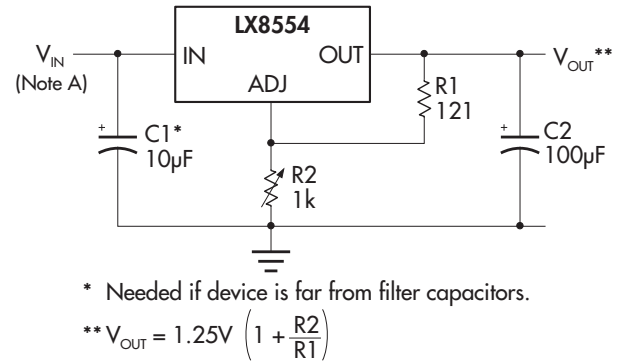 LX8554
V_IN
(Note A)
IN
OUT
ADJ
V_OUT**
R1
121
C1*
10µF
+
R2
1k
C2
100µF
+
* Needed if device is far from filter capacitors.
** V_OUT = 1.25V (1 + R2/R1)